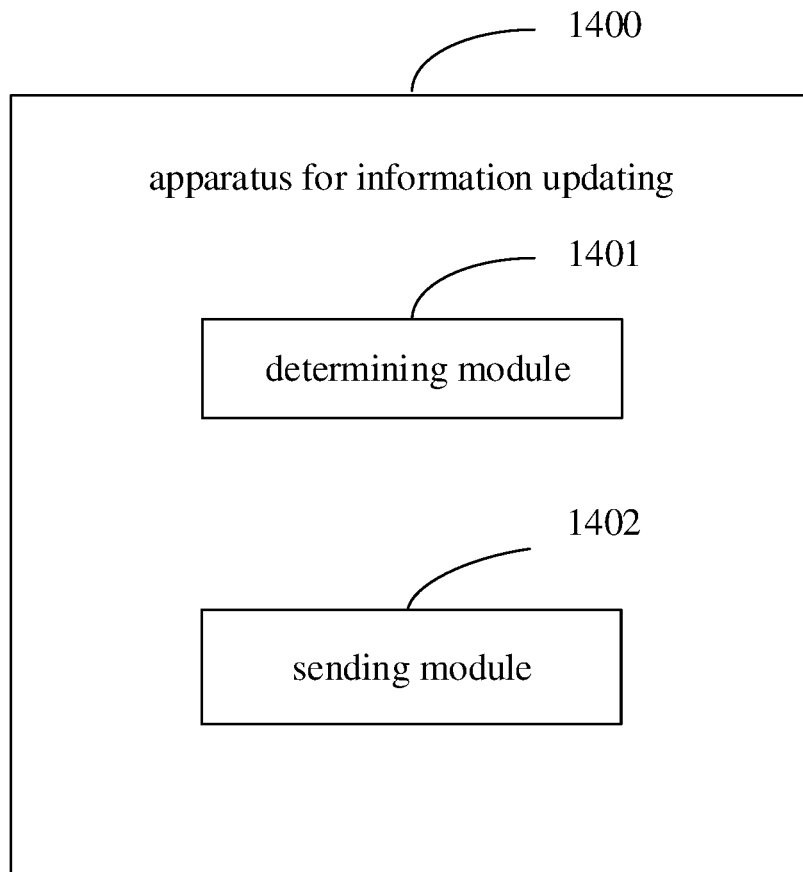 1400
apparatus for information updating
1401
determining module
1402
sending module